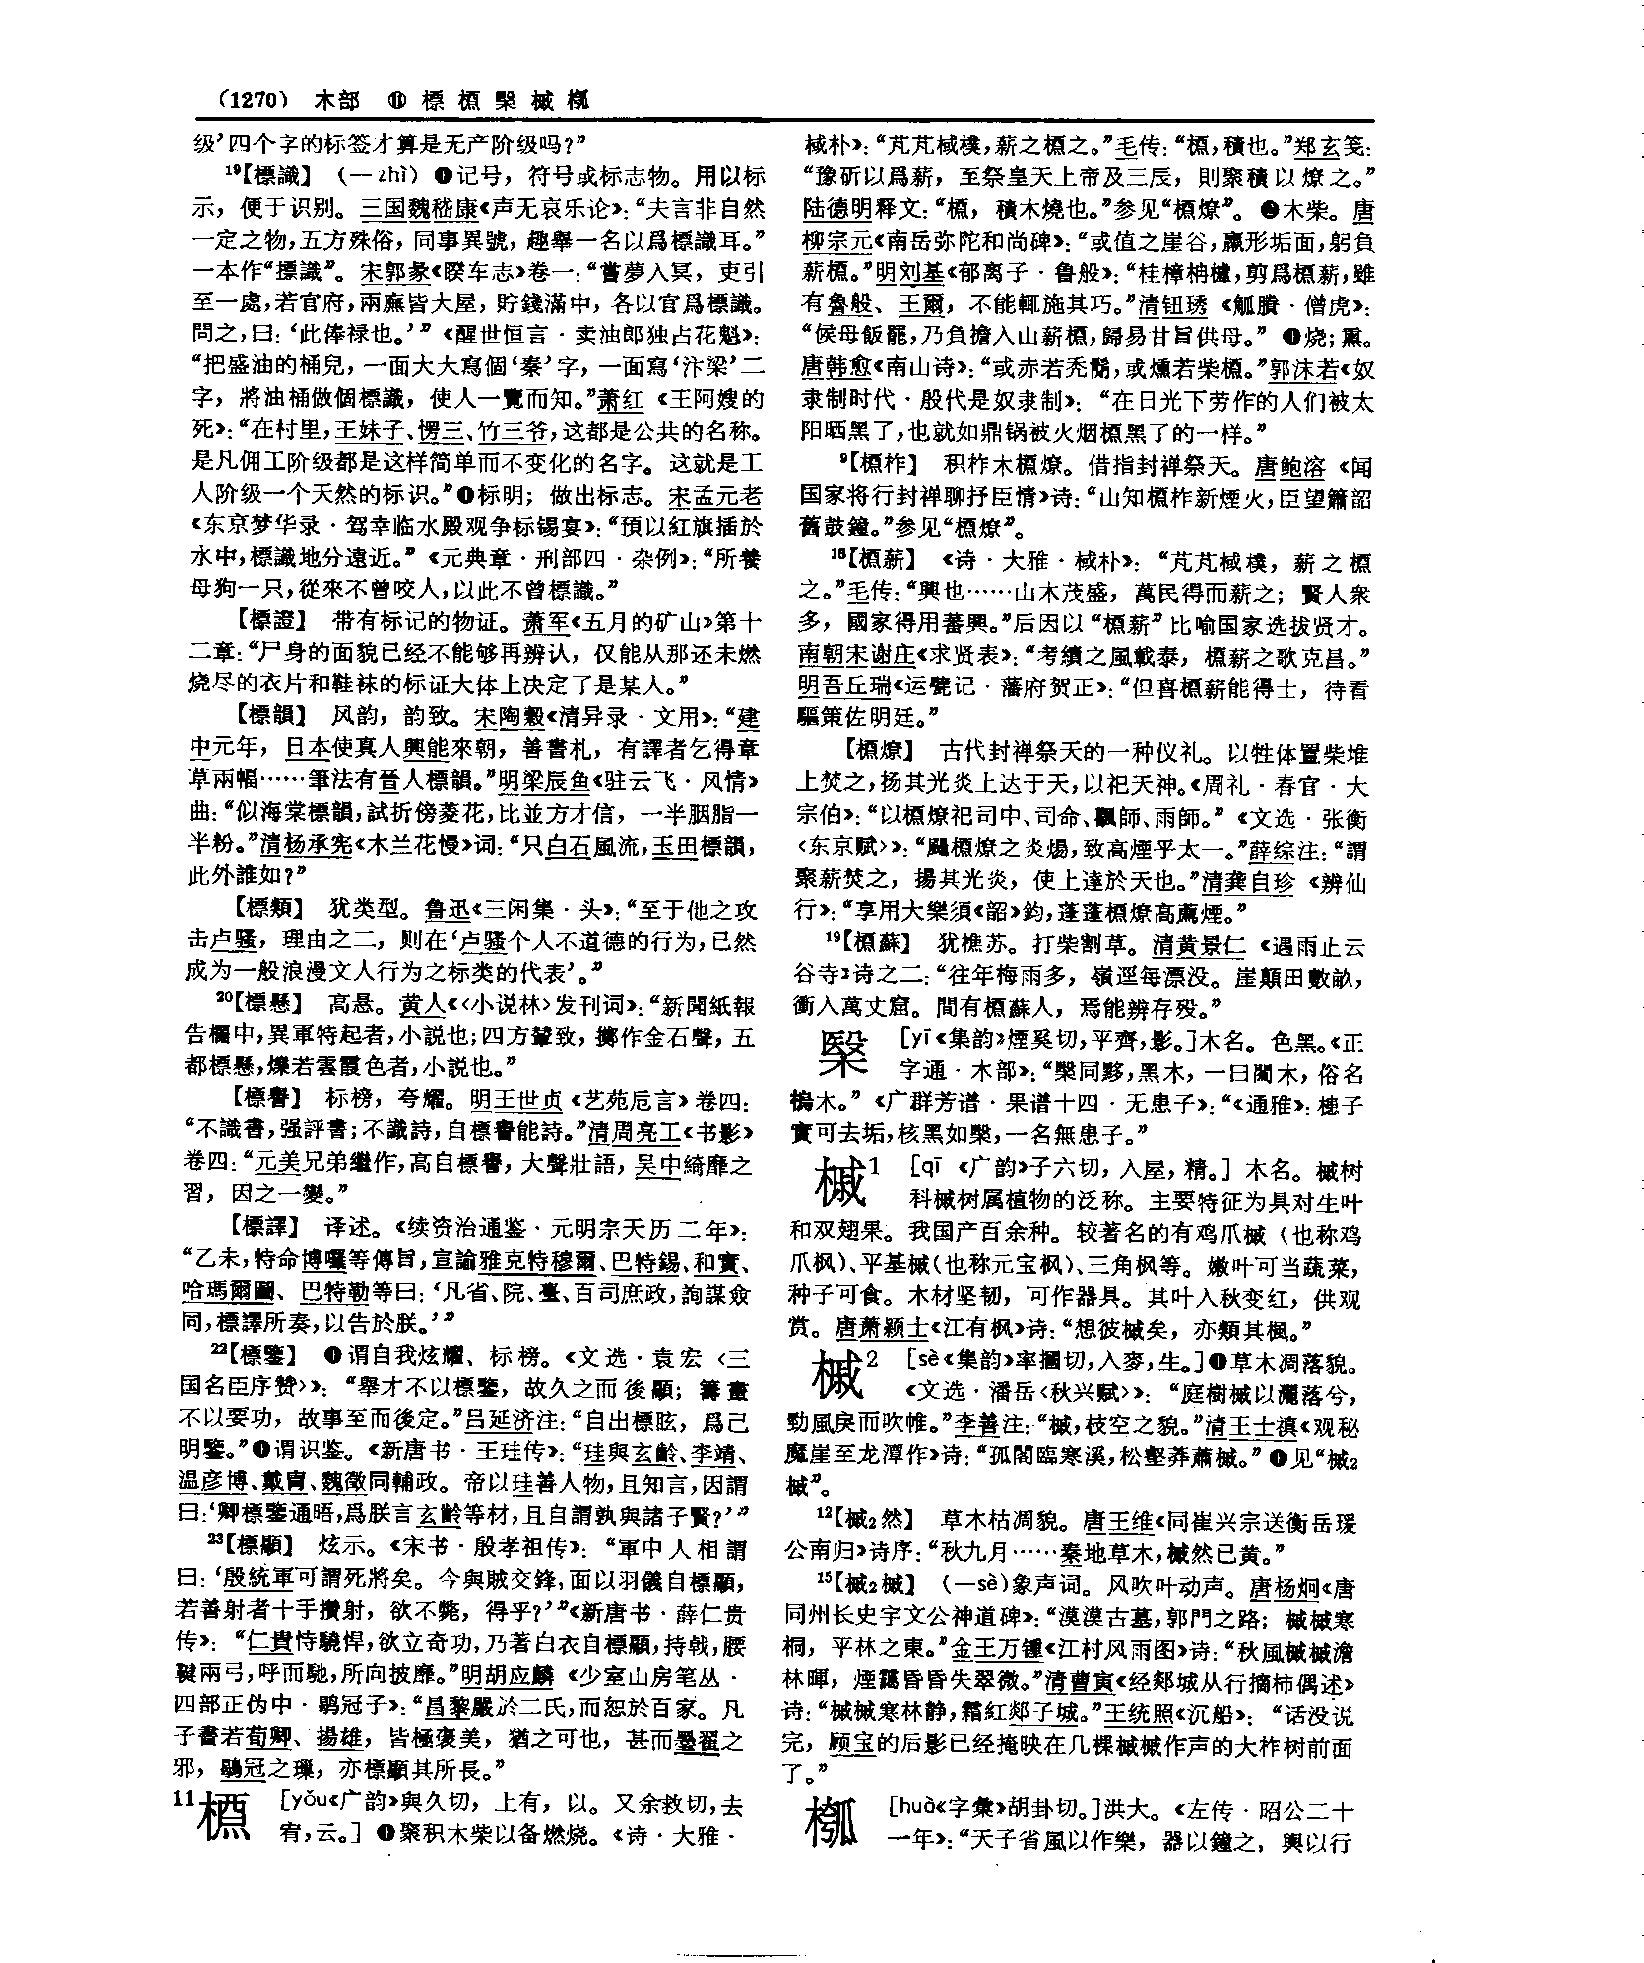 （1270） 木部 ⑪ 標 槱 檕 槭 槬
级’四个字的标签才算是无产阶级吗？”
19【標識】（一zhì）❶记号，符号或标志物。用以标
示，便于识别。三国魏嵇康《声无哀乐论》：“夫言非自然
一定之物，五方殊俗，同事異號，趣舉一名以爲標識耳。”
一本作“摽識”。宋郭彖《睽车志》卷一：“嘗夢入冥，吏引
至一處，若官府，兩廡皆大屋，貯錢滿中，各以官爲標識。
問之，曰：‘此俸禄也。’”《醒世恒言·卖油郎独占花魁》：
“把盛油的桶兒，一面大大寫個‘秦’字，一面寫‘汴梁’二
字，將油桶做個標識，使人一覽而知。”萧红《王阿嫂的
死》：“在村里，王妹子、愣三、竹三爷，这都是公共的名称。
是凡佣工阶级都是这样简单而不变化的名字。这就是工
人阶级一个天然的标识。”❷标明；做出标志。宋孟元老
《东京梦华录·驾幸临水殿观争标锡宴》：“預以紅旗插於
水中，標識地分遠近。”《元典章·刑部四·杂例》：“所養
母狗一只，從來不曾咬人，以此不曾標識。”
【標證】 带有标记的物证。萧军《五月的矿山》第十
二章：“尸身的面貌已经不能够再辨认，仅能从那还未燃
烧尽的衣片和鞋袜的标证大体上决定了是某人。”
【標韻】 风韵，韵致。宋陶穀《清异录·文用》：“建
中元年，日本使真人興能來朝，善書札，有譯者乞得章
草兩幅……筆法有晉人標韻。”明梁辰鱼《驻云飞·风情》
曲：“似海棠標韻，試折傍菱花，比並方才信，一半胭脂一
半粉。”清杨承宪《木兰花慢》词：“只白石風流，玉田標韻，
此外誰如？”
【標類】 犹类型。鲁迅《三闲集·头》：“至于他之攻
击卢骚，理由之二，则在‘卢骚个人不道德的行为，已然
成为一般浪漫文人行为之标类的代表’。”
20【標懸】 高悬。黄人《〈小说林〉发刊词》：“新聞紙報
告欄中，異軍特起者，小説也；四方輦致，擲作金石聲，五
都標懸，爍若雲霞色者，小説也。”
【標譽】 标榜，夸耀。明王世贞《艺苑卮言》卷四：
“不識書，强評書；不識詩，自標譽能詩。”清周亮工《书影》
卷四：“元美兄弟繼作，高自標譽，大聲壯語，吴中綺靡之
習，因之一變。”
【標譯】 译述。《续资治通鉴·元明宗天历二年》：
“乙未，特命博囉等傳旨，宣諭雅克特穆爾、巴特錫、和實、
哈瑪爾圖、巴特勒等曰：‘凡省、院、臺、百司庶政，詢謀僉
同，標譯所奏，以告於朕。’”
22【標鑒】 ❶谓自我炫耀、标榜。《文选·袁宏〈三
国名臣序赞〉》：“舉才不以標鑒，故久之而後顯；籌畫
不以要功，故事至而後定。”吕延济注：“自出標眩，爲己
明鑒。”❷谓识鉴。《新唐书·王珪传》：“珪與玄齡、李靖、
温彦博、戴胄、魏徵同輔政。帝以珪善人物，且知言，因謂
曰：‘卿標鑒通晤，爲朕言玄齡等材，且自謂孰與諸子賢？’”
23【標顯】 炫示。《宋书·殷孝祖传》：“軍中人相謂
曰：‘殷統軍可謂死將矣。今與賊交鋒，而以羽儀自標顯，
若善射者十手攢射，欲不斃，得乎？’”《新唐书·薛仁贵
传》：“仁貴恃驍悍，欲立奇功，乃著白衣自標顯，持戟，腰
鞬兩弓，呼而馳，所向披靡。”明胡应麟《少室山房笔丛·
四部正伪中·鹖冠子》：“昌黎嚴於二氏，而恕於百家。凡
子書若荀卿、揚雄，皆極褒美，猶之可也，甚而墨翟之
邪，鶡冠之璅，亦標顯其所長。”
11槱 ［yǒu《广韵》與久切，上有，以。又余救切，去
宥，云。］❶聚积木柴以备燃烧。《诗·大雅·
棫朴》：“芃芃棫樸，薪之槱之。”毛传：“槱，積也。”郑玄笺：
“豫斫以爲薪，至祭皇天上帝及三辰，則聚積以燎之。”
陆德明释文：“槱，積木燒也。”参见“槱燎”。❷木柴。唐
柳宗元《南岳弥陀和尚碑》：“或值之崖谷，羸形垢面，躬負
薪槱。”明刘基《郁离子·鲁般》：“桂樟枏櫨，剪爲槱薪，雖
有魯般、王爾，不能輒施其巧。”清钮琇《觚賸·僧虎》：
“候母飯罷，乃負擔入山薪槱，歸易甘旨供母。”❸烧；熏。
唐韩愈《南山诗》：“或赤若禿鬝，或燻若柴槱。”郭沫若《奴
隶制时代·殷代是奴隶制》：“在日光下劳作的人们被太
阳晒黑了，也就如鼎锅被火烟槱黑了的一样。”
9【槱柞】 积柞木槱燎。借指封禅祭天。唐鲍溶《闻
国家将行封禅聊抒臣情》诗：“山知槱柞新煙火，臣望簫韶
舊鼓鐘。”参见“槱燎”。
16【槱薪】 《诗·大雅·棫朴》：“芃芃棫樸，薪之槱
之。”毛传：“興也……山木茂盛，萬民得而薪之；賢人衆
多，國家得用蕃興。”后因以“槱薪”比喻国家选拔贤才。
南朝宋谢庄《求贤表》：“考績之風載泰，槱薪之歌克昌。”
明吾丘瑞《运甓记·藩府贺正》：“但喜槱薪能得士，待看
驅策佐明廷。”
【槱燎】 古代封禅祭天的一种仪礼。以牲体置柴堆
上焚之，扬其光炎上达于天，以祀天神。《周礼·春官·大
宗伯》：“以槱燎祀司中、司命、飌師、雨師。”《文选·张衡
〈东京赋〉》：“颺槱燎之炎煬，致高煙乎太一。”薛综注：“謂
聚薪焚之，揚其光炎，使上達於天也。”清龚自珍《辨仙
行》：“享用大樂須《韶》鈞，蓬蓬槱燎高薰煙。”
19【槱蘇】 犹樵苏。打柴割草。清黄景仁《遇雨止云
谷寺》诗之二：“往年梅雨多，嶺逕每漂没。崖顛田數畝，
衝入萬丈窟。間有槱蘇人，焉能辨存殁。”
檕 ［yī《集韵》煙奚切，平齊，影。］木名。色黑。《正
字通·木部》：“檕同黟，黑木，一曰闃木，俗名
槝木。”《广群芳谱·果谱十四·无患子》：“《通雅》：槵子
實可去垢，核黑如檕，一名無患子。”
槭1 ［qī《广韵》子六切，入屋，精。］木名。槭树
科槭树属植物的泛称。主要特征为具对生叶
和双翅果。我国产百余种。较著名的有鸡爪槭（也称鸡
爪枫）、平基槭（也称元宝枫）、三角枫等。嫩叶可当蔬菜，
种子可食。木材坚韧，可作器具。其叶入秋变红，供观
赏。唐萧颖士《江有枫》诗：“想彼槭矣，亦類其楓。”
槭2 ［sè《集韵》率摑切，入麥，生。］❶草木凋落貌。
《文选·潘岳〈秋兴赋〉》：“庭樹槭以灑落兮，
勁風戾而吹帷。”李善注：“槭，枝空之貌。”清王士禛《观秘
魔崖至龙潭作》诗：“孤閣臨寒溪，松壑莽蕭槭。”❷见“槭2
槭”。
12【槭2然】 草木枯凋貌。唐王维《同崔兴宗送衡岳瑗
公南归》诗序：“秋九月……秦地草木，槭然已黄。”
15【槭2槭】（一sè）象声词。风吹叶动声。唐杨炯《唐
同州长史宇文公神道碑》：“漠漠古墓，郭門之路；槭槭寒
桐，平林之東。”金王万锺《江村风雨图》诗：“秋風槭槭澹
林暉，煙靄昏昏失翠微。”清曹寅《经郯城从行摘柿偶述》
诗：“槭槭寒林静，霜紅郯子城。”王统照《沉船》：“话没说
完，顾宝的后影已经掩映在几棵槭槭作声的大柞树前面
了。”
槬 ［huà《字彙》胡卦切。］洪大。《左传·昭公二十
一年》：“天子省風以作樂，器以鐘之，輿以行